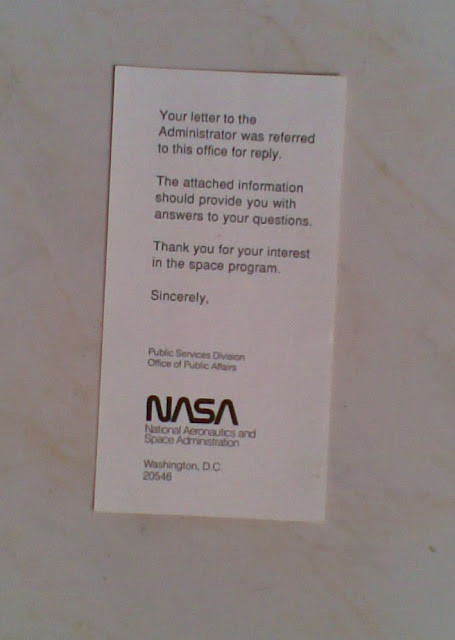 Your letter to the
Administrator was referred
to this office for reply.
The attached information
should provide you with
answers to your questions.
Thank you for your interest
in the space program.
Sincerely,
Public Services Division
Office of Public Affairs
NASA
National Aeronautics and
Space Administration
Washington, D.C.
20546